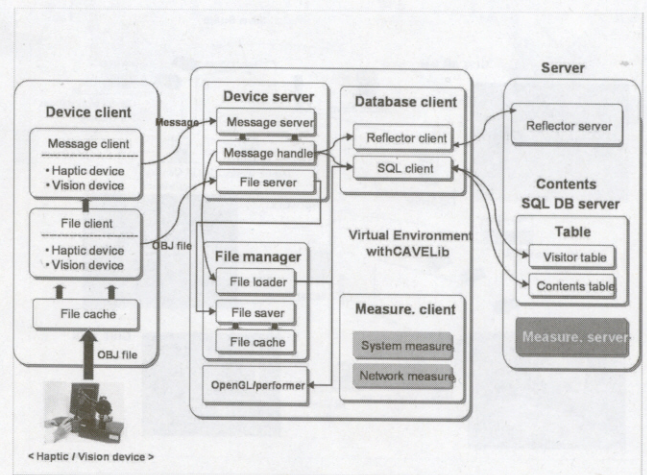 Device client
Message client
• Haptic device
• Vision device
File client
• Haptic device
• Vision device
File cache
OBJ file
< Haptic / Vision device >
Message
OBJ file
Device server
Message server
Message handle
File server
File manager
File loader
File saver
File cache
OpenGL/performer
Database client
Reflector client
SQL client
Virtual Environment
withCAVELib
Measure. client
System measure.
Network measure.
Server
Reflector server
Contents
SQL DB server
Table
Visitor table
Contents table
Measure. server